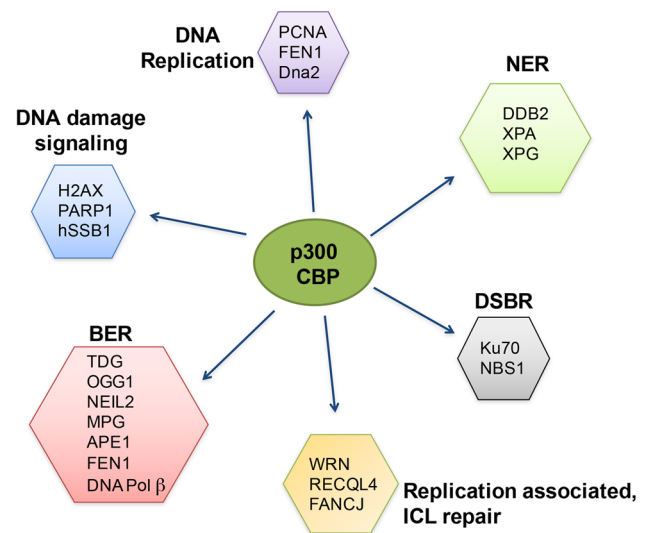 DNA
Replication
PCNA
FEN1
Dna2
NER
DDB2
XPA
XPG
DNA damage
signaling
H2AX
PARP1
hSSB1
p300
CBP
DSBR
Ku70
NBS1
BER
TDG
OGG1
NEIL2
MPG
APE1
FEN1
DNA Pol β
WRN
RECQL4
FANCJ
Replication associated,
ICL repair